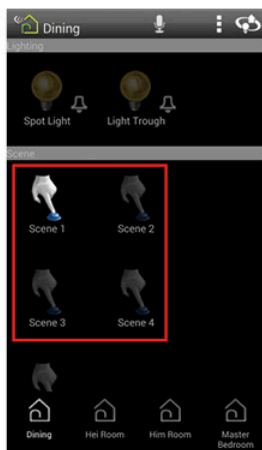 Dining
Lighting
Spot Light
Light Trough
Scene
Scene 1
Scene 2
Scene 3
Scene 4
Dining
Hei Room
Him Room
Master
Bedroom